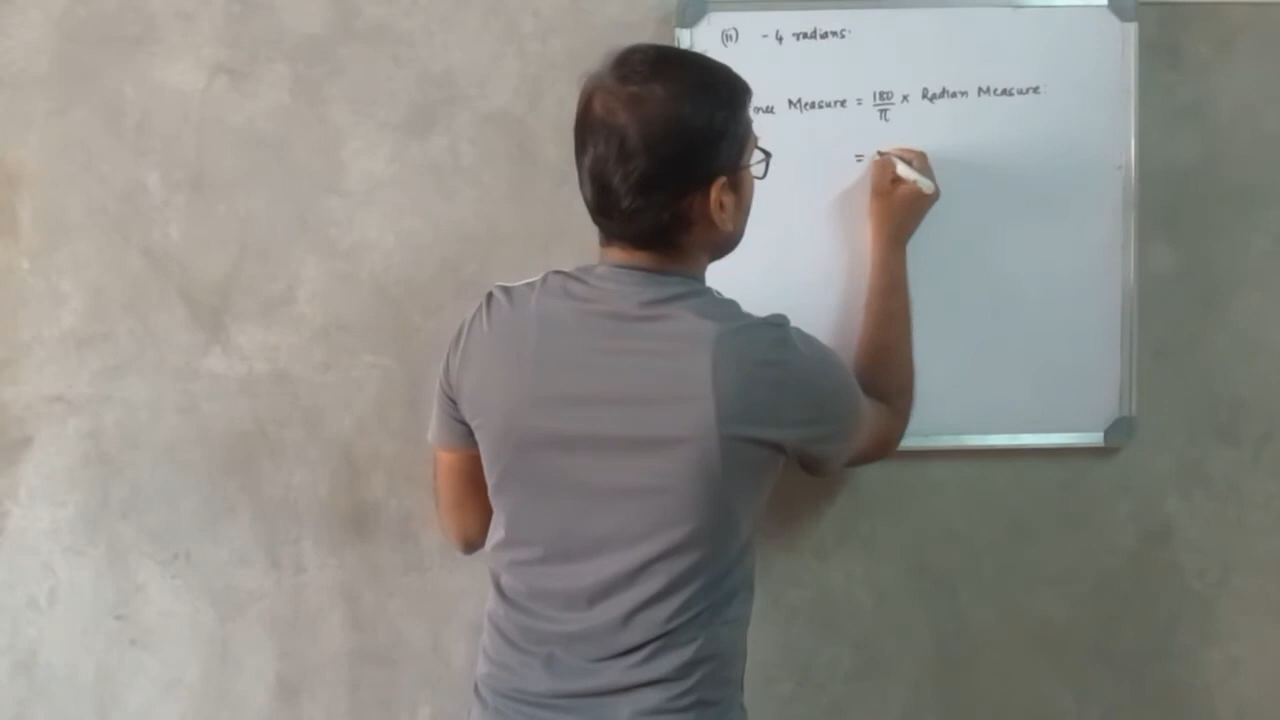 (ii) - 4 radians.
Measure = 180/π × Radian Measure.
=